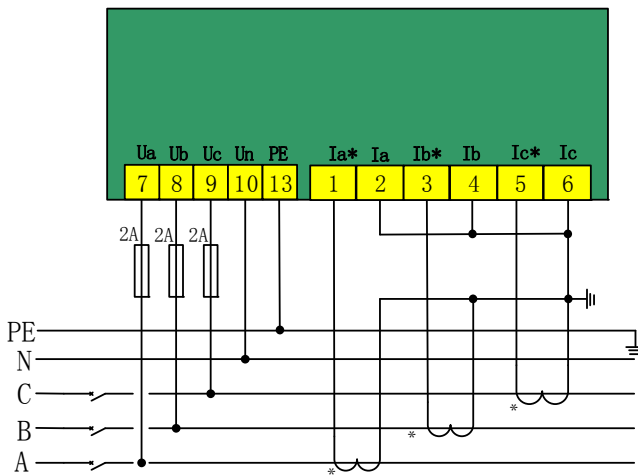 Ua Ub Uc Un PE Ia* Ia Ib* Ib Ic* Ic
7 8 9 10 13 1 2 3 4 5 6
2A 2A 2A
PE
N
C
*
B
*
A
*